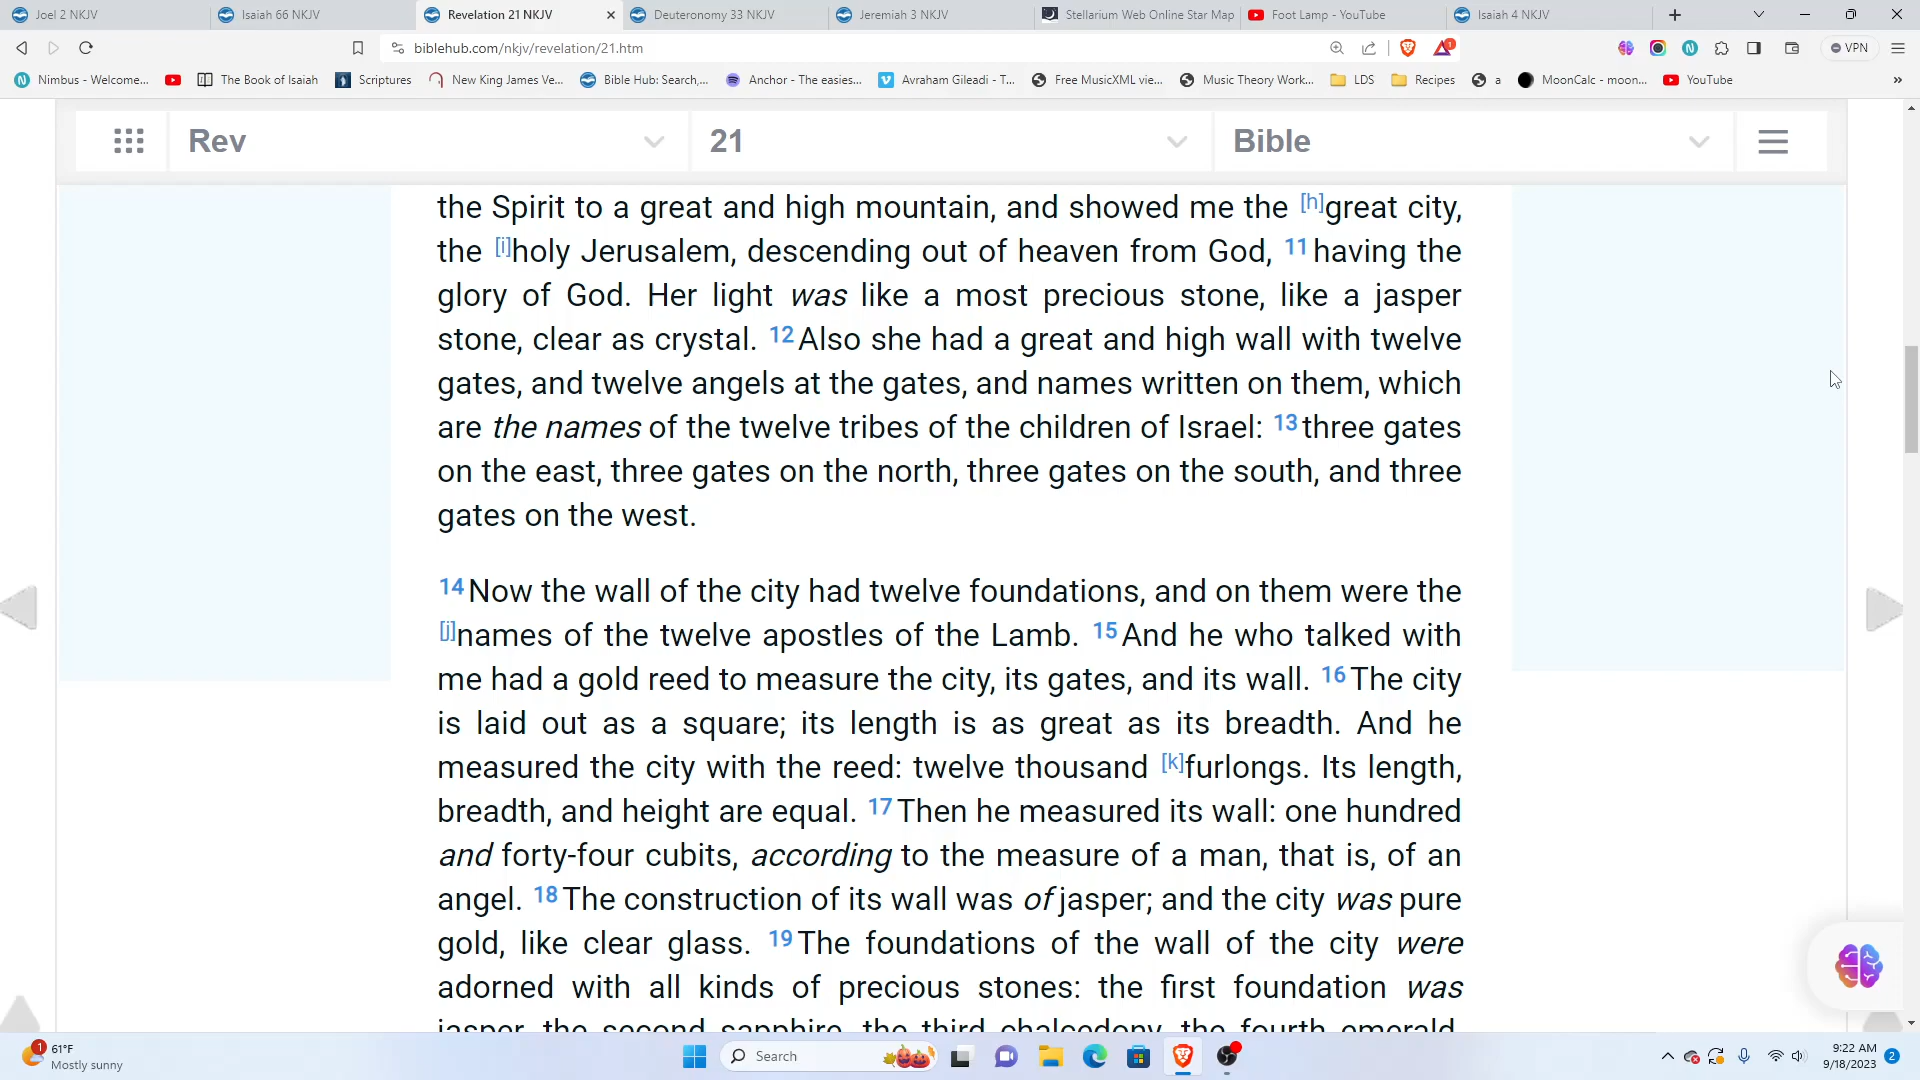 Joel 2 NKJV
Isaiah 66 NKJV
Revelation 21 NKJV
Deuteronomy 33 NKJV
Jeremiah 3 NKJV
Stellarium Web Online Star Map
Foot Lamp - YouTube
Isaiah 4 NKJV
biblehub.com/nkjv/revelation/21.htm
1
N
VPN
N Nimbus - Welcome...
The Book of Isaiah
Scriptures
New King James Ve...
Bible Hub: Search,...
Anchor - The easies...
Avraham Gileadi - T...
Free MusicXML vie...
Music Theory Work...
LDS
Recipes
a
MoonCalc - moon...
YouTube
»
Rev
21
Bible
the Spirit to a great and high mountain, and showed me the [h]great city,
the [i]holy Jerusalem, descending out of heaven from God, 11 having the
glory of God. Her light was like a most precious stone, like a jasper
stone, clear as crystal. 12 Also she had a great and high wall with twelve
gates, and twelve angels at the gates, and names written on them, which
are the names of the twelve tribes of the children of Israel: 13 three gates
on the east, three gates on the north, three gates on the south, and three
gates on the west.
14 Now the wall of the city had twelve foundations, and on them were the
[j]names of the twelve apostles of the Lamb. 15 And he who talked with
me had a gold reed to measure the city, its gates, and its wall. 16 The city
is laid out as a square; its length is as great as its breadth. And he
measured the city with the reed: twelve thousand [k]furlongs. Its length,
breadth, and height are equal. 17 Then he measured its wall: one hundred
and forty-four cubits, according to the measure of a man, that is, of an
angel. 18 The construction of its wall was of jasper; and the city was pure
gold, like clear glass. 19 The foundations of the wall of the city were
adorned with all kinds of precious stones: the first foundation was
jasper, the second sapphire, the third chalcedony, the fourth emerald,
1
61°F
Mostly sunny
Search
9:22 AM
9/18/2023
2